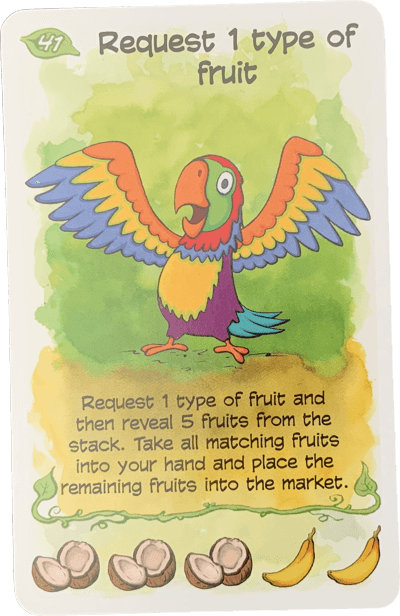 41
Request 1 type of
fruit
Request 1 type of fruit and
then reveal 5 fruits from the
stack. Take all matching fruits
into your hand and place the
remaining fruits into the market.